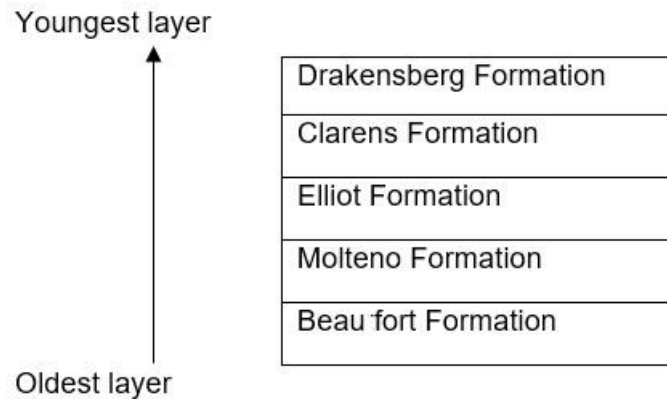 Youngest layer
Drakensberg Formation
Clarens Formation
Elliot Formation
Molteno Formation
Beau fort Formation
Oldest layer